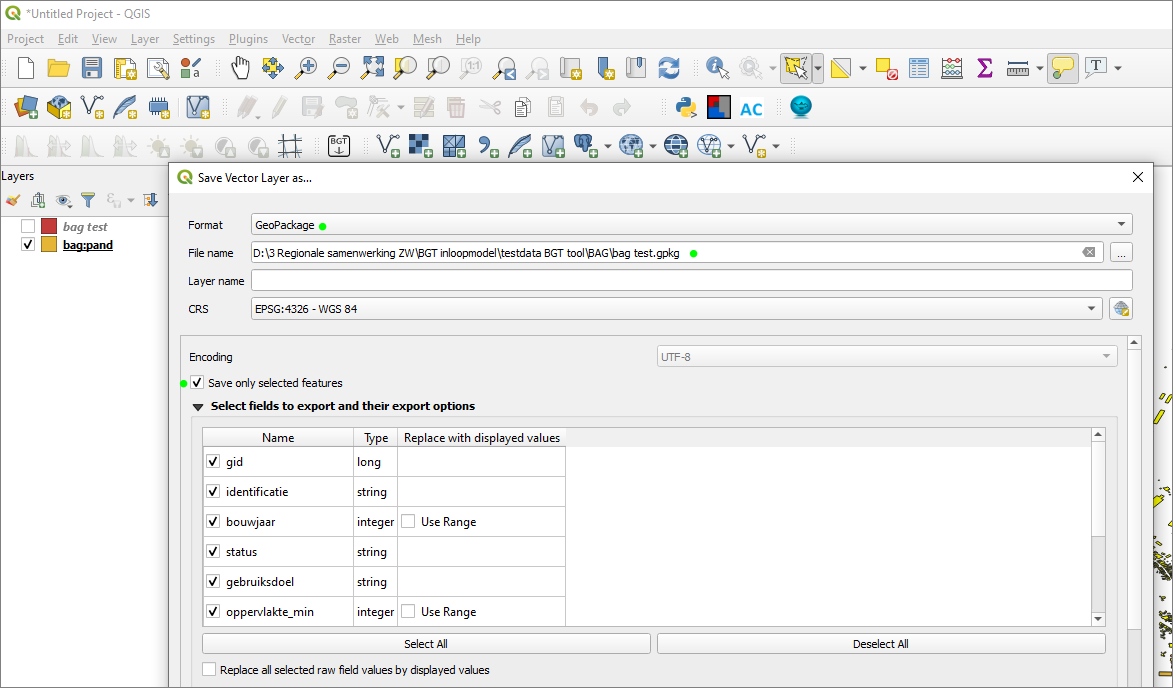 *Untitled Project - QGIS
Project Edit View Layer Settings Plugins Vector Raster Web Mesh Help
a
1:1
Σ
T
AC
BGT
Layers
bag test
bag:pand
Save Vector Layer as...
Format GeoPackage
File name D:\3 Regionale samenwerking ZW\BGT inloopmodel\testdata BGT tool\BAG\bag test.gpkg ...
Layer name
CRS EPSG:4326 - WGS 84
Encoding UTF-8
Save only selected features
Select fields to export and their export options
Name Type Replace with displayed values
gid long
identificatie string
bouwjaar integer Use Range
status string
gebruiksdoel string
oppervlakte_min integer Use Range
Select All Deselect All
Replace all selected raw field values by displayed values